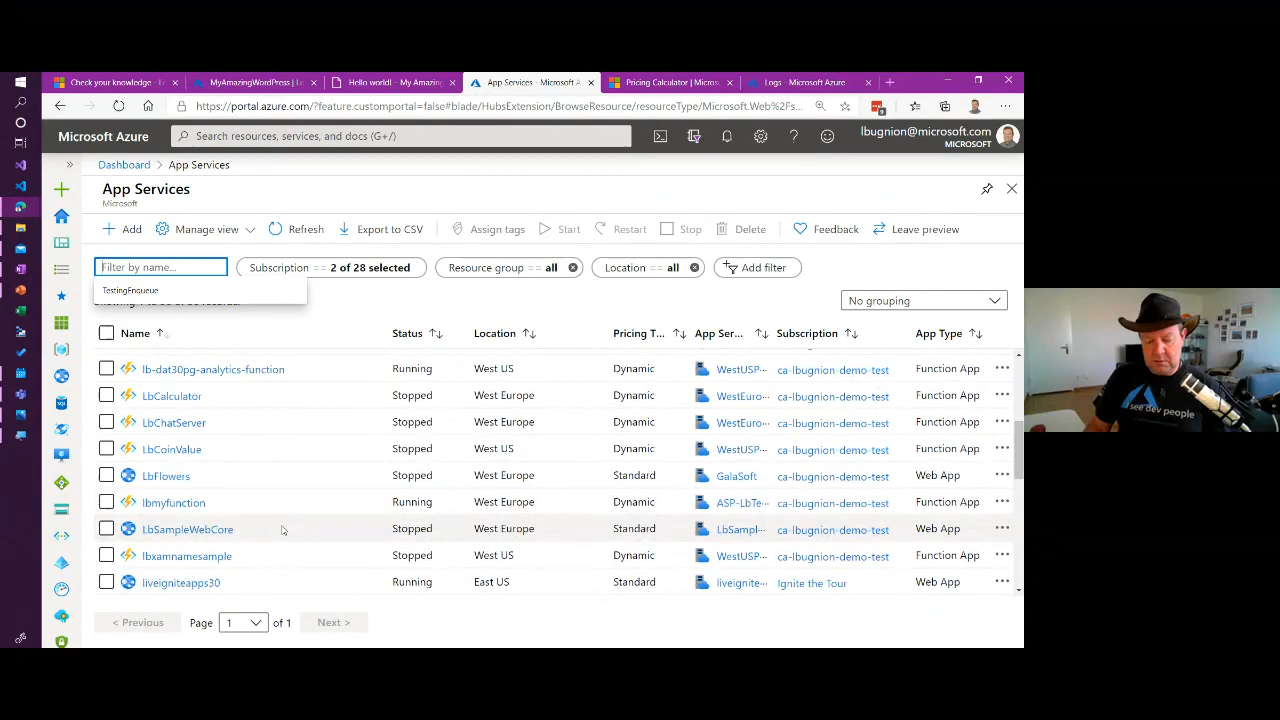 Check your knowledge - L
MyAmazingWordPress | Lo
Hello world! – My Amazing
App Services - Microsoft A
Pricing Calculator | Micros
Logs - Microsoft Azure
https://portal.azure.com/?feature.customportal=false#blade/HubsExtension/BrowseResource/resourceType/Microsoft.Web%2Fs...
Microsoft Azure
Search resources, services, and docs (G+/)
lbugnion@microsoft.com
MICROSOFT
Dashboard > App Services
App Services
Microsoft
Add
Manage view
Refresh
Export to CSV
Assign tags
Start
Restart
Stop
Delete
Feedback
Leave preview
Filter by name...
Subscription == 2 of 28 selected
Resource group == all
Location == all
Add filter
TestingEnqueue
No grouping
Name
Status
Location
Pricing T...
App Ser...
Subscription
App Type
lb-dat30pg-analytics-function Running West US Dynamic WestUSP... ca-lbugnion-demo-test Function App
LbCalculator Stopped West Europe Dynamic WestEuro... ca-lbugnion-demo-test Function App
LbChatServer Stopped West Europe Dynamic WestEuro... ca-lbugnion-demo-test Function App
LbCoinValue Stopped West US Dynamic WestUSP... ca-lbugnion-demo-test Function App
LbFlowers Stopped West Europe Standard GalaSoft ca-lbugnion-demo-test Web App
lbmyfunction Running West Europe Dynamic ASP-LbTe... ca-lbugnion-demo-test Function App
LbSampleWebCore Stopped West Europe Standard LbSampl... ca-lbugnion-demo-test Web App
lbxamnamesample Stopped West US Dynamic WestUSP... ca-lbugnion-demo-test Function App
liveigniteapps30 Running East US Standard liveignite... Ignite the Tour Web App
< Previous
Page 1 of 1
Next >
see dev people